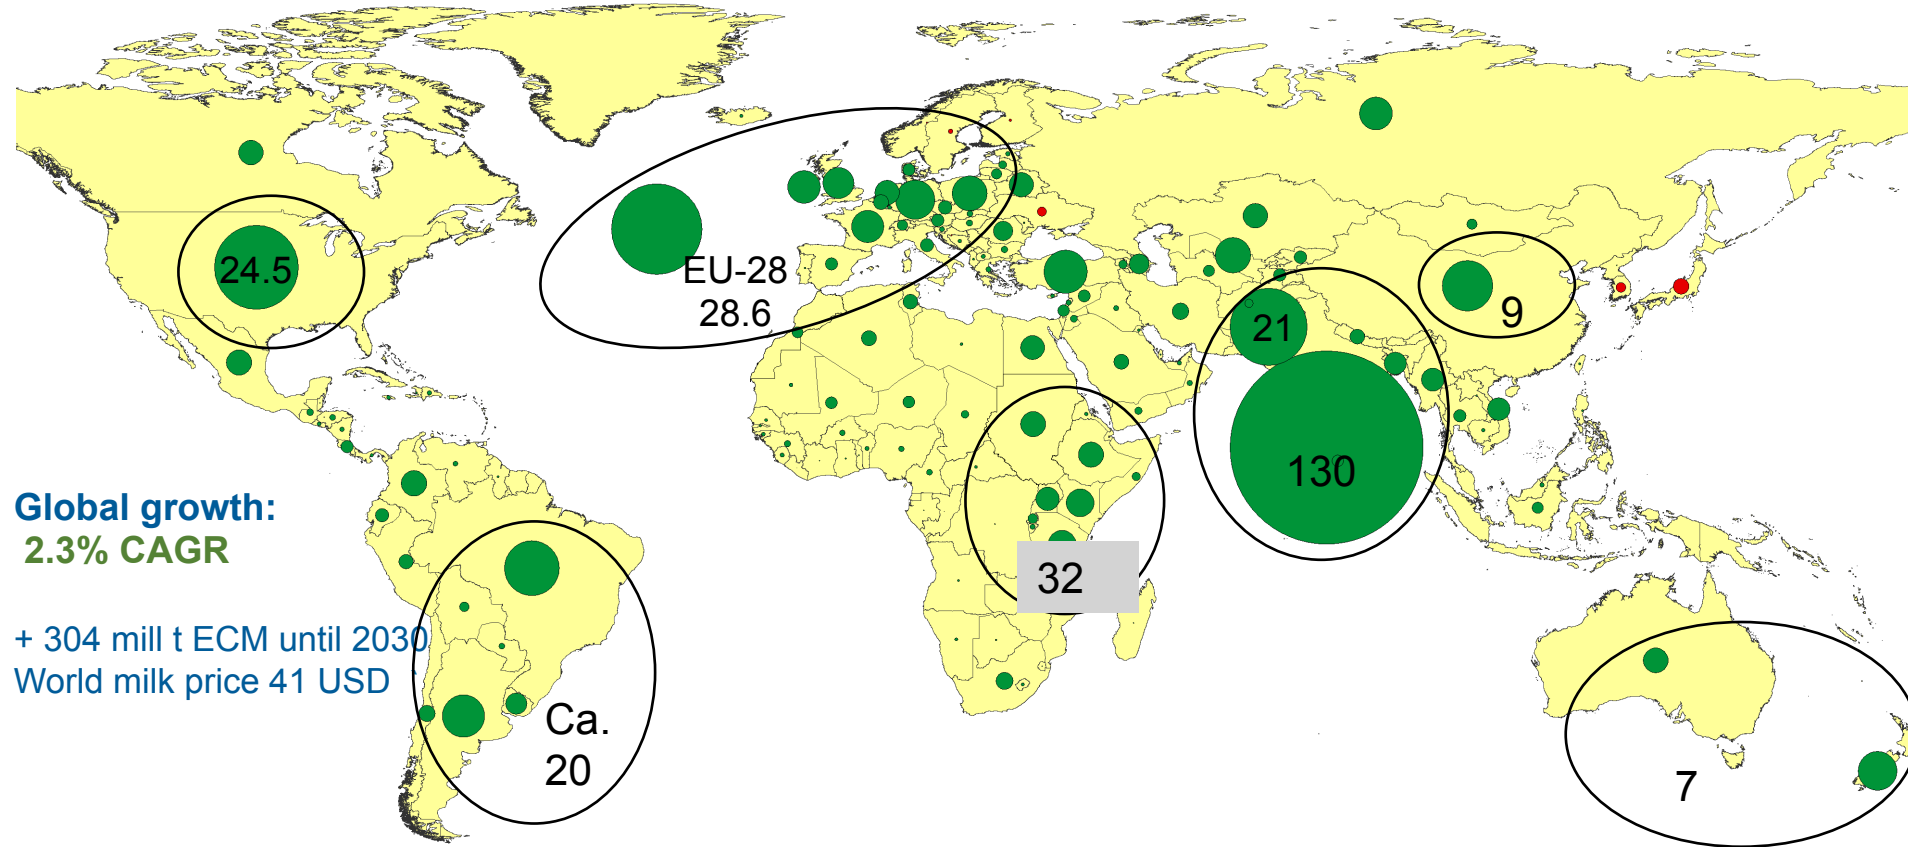 24.5
EU-28
28.6
21
9
130
Global growth:
2.3% CAGR
32
+ 304 mill t ECM until 2030
World milk price 41 USD
Ca.
20
7